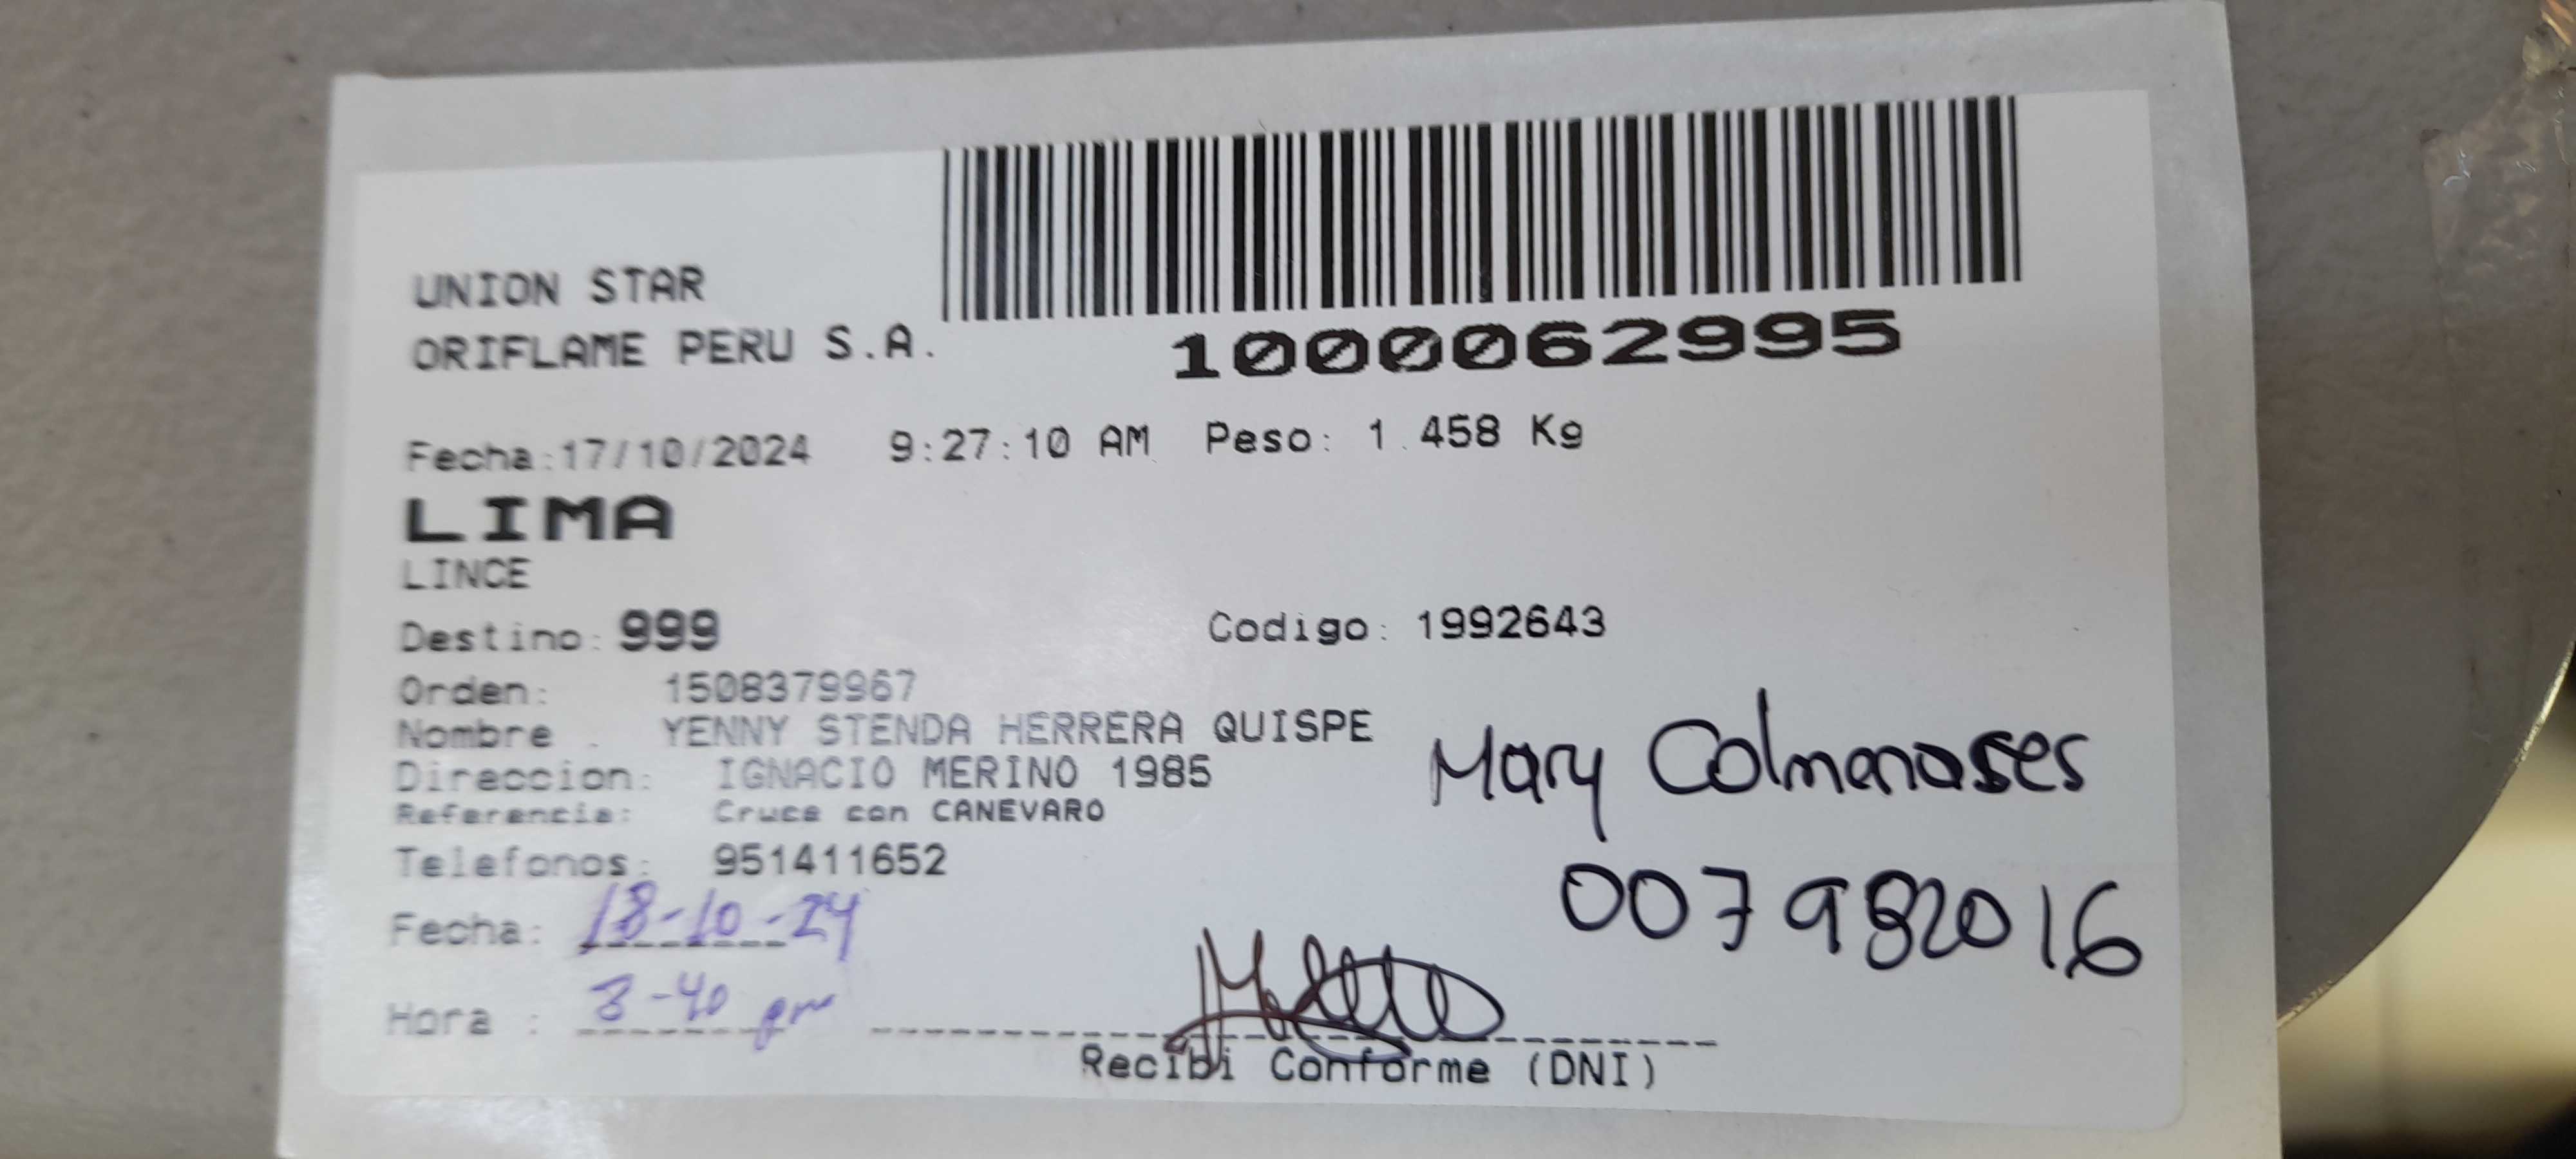 UNION STAR
ORIFLAME PERU S.A.
1000062995
Fecha:17/10/2024 9:27:10 AM Peso: 1.458 Kg
LIMA
LINCE
Destino: 999 Codigo: 1992643
Orden: 1508379967
Nombre : YENNY STENDA HERRERA QUISPE
Direccion: IGNACIO MERINO 1985
Mary Colmenares
Referencia: Cruce con CANEVARO
Telefonos: 951411652
007982016
Fecha: 18-10-24
Hora : 3-40 pm
Recibi Conforme (DNI)